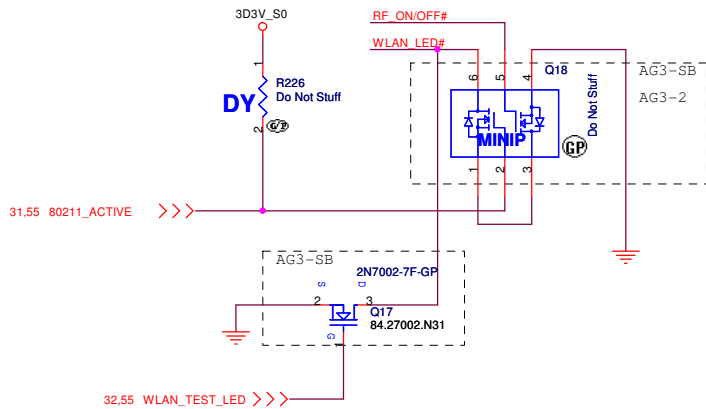 3D3V_S0
RF_ON/OFF#
WLAN_LED#
1
R226
Do Not Stuff
DY
2
G/P
6
5
4
Q18
Do Not Stuff
AG3-SB
AG3-2
MINIP
GP
1
2
3
31,55 80211_ACTIVE
AG3-SB
2N7002-7F-GP
S
D
2
3
Q17
84.27002.N31
G
1
32,55 WLAN_TEST_LED